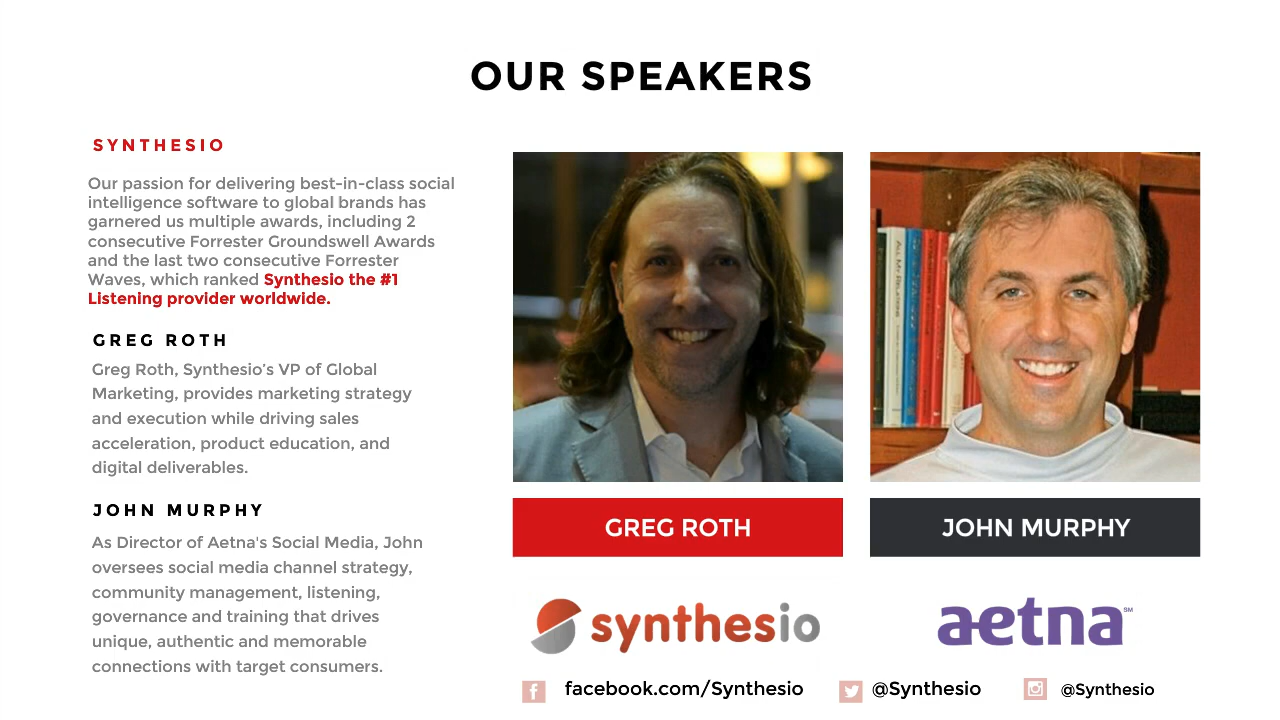 OUR SPEAKERS
SYNTHESIO
Our passion for delivering best-in-class social
intelligence software to global brands has
garnered us multiple awards, including 2
consecutive Forrester Groundswell Awards
and the last two consecutive Forrester
Waves, which ranked Synthesio the #1
Listening provider worldwide.
GREG ROTH
Greg Roth, Synthesio's VP of Global
Marketing, provides marketing strategy
and execution while driving sales
acceleration, product education, and
digital deliverables.
JOHN MURPHY
As Director of Aetna's Social Media, John
oversees social media channel strategy,
community management, listening,
governance and training that drives
unique, authentic and memorable
connections with target consumers.
ALL MY RELATIONS
GREG ROTH
JOHN MURPHY
synthesio
aetna℠
facebook.com/Synthesio
@Synthesio
@Synthesio